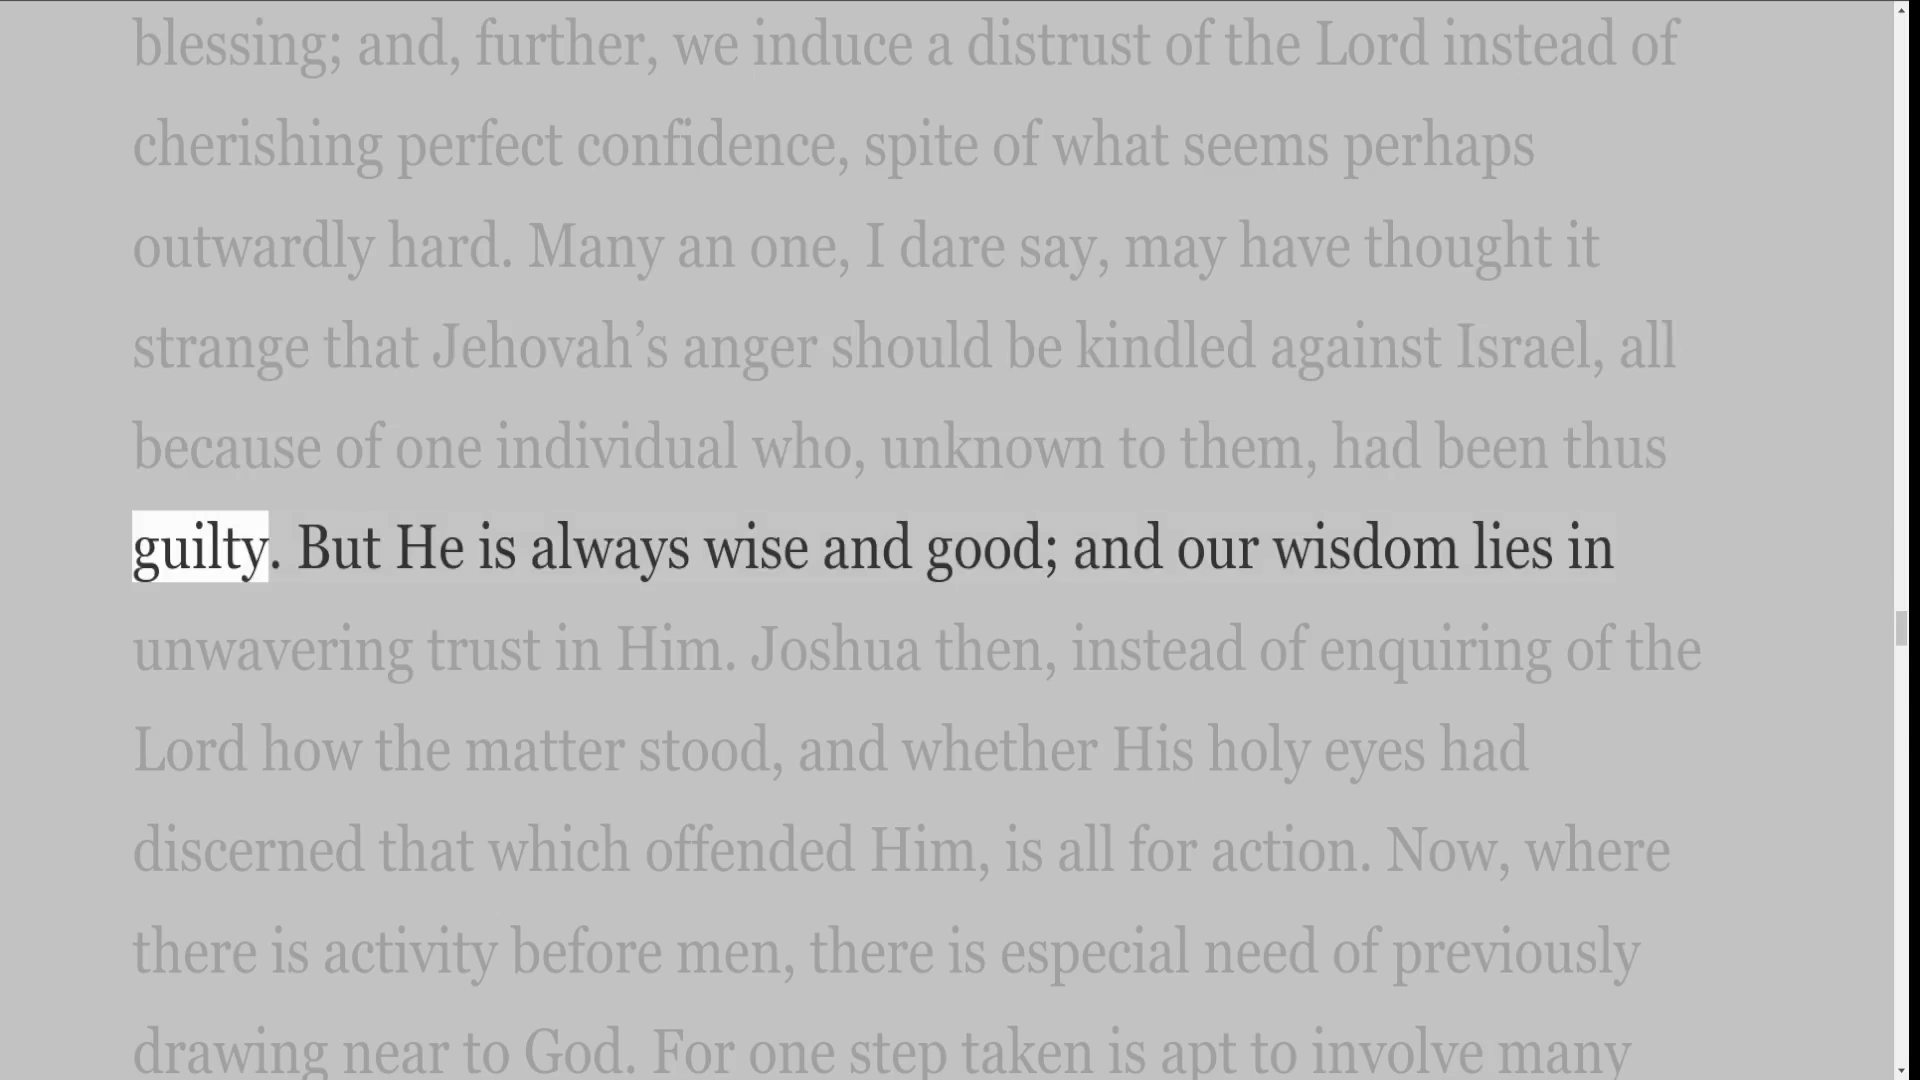 blessing; and, further, we induce a distrust of the Lord instead of
cherishing perfect confidence, spite of what seems perhaps
outwardly hard. Many an one, I dare say, may have thought it
strange that Jehovah’s anger should be kindled against Israel, all
because of one individual who, unknown to them, had been thus
guilty. But He is always wise and good; and our wisdom lies in
unwavering trust in Him. Joshua then, instead of enquiring of the
Lord how the matter stood, and whether His holy eyes had
discerned that which offended Him, is all for action. Now, where
there is activity before men, there is especial need of previously
drawing near to God. For one step taken is apt to involve many